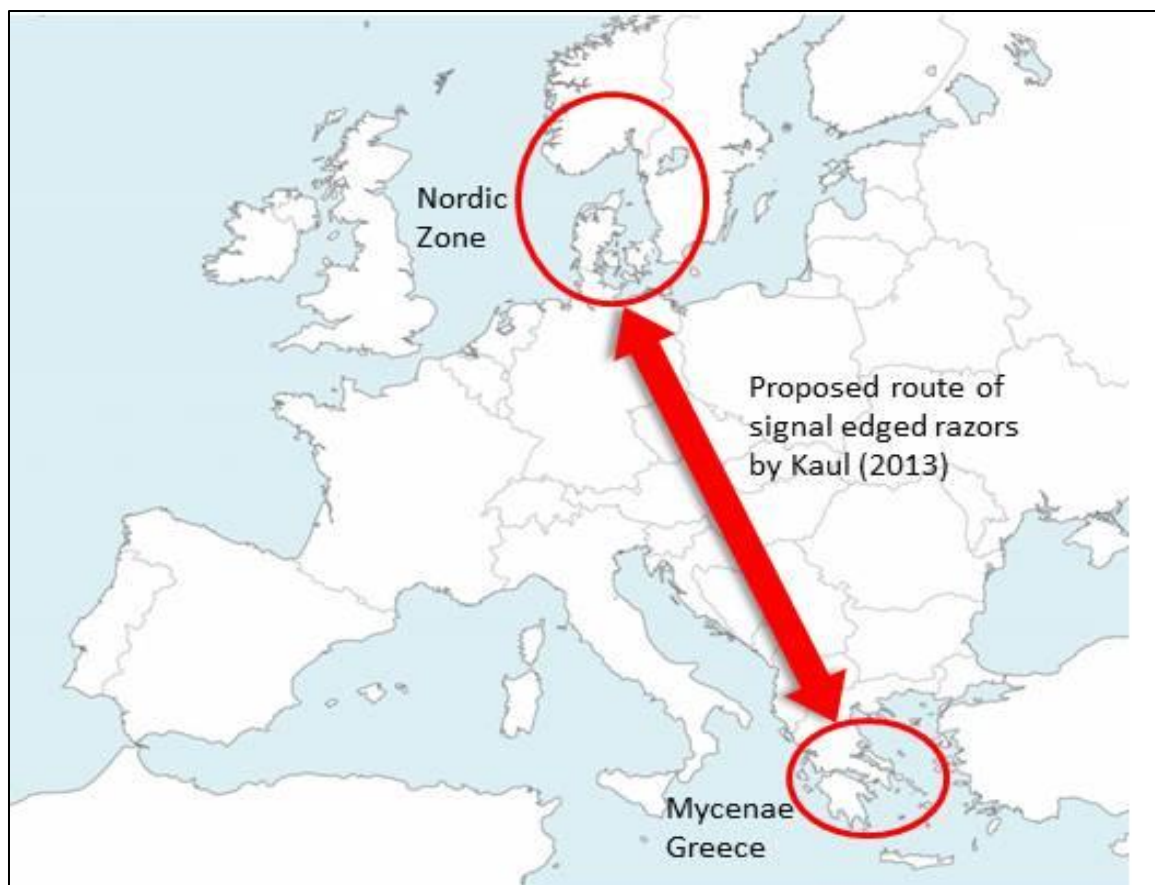 Nordic
Zone
Proposed route of
signal edged razors
by Kaul (2013)
Mycenae
Greece